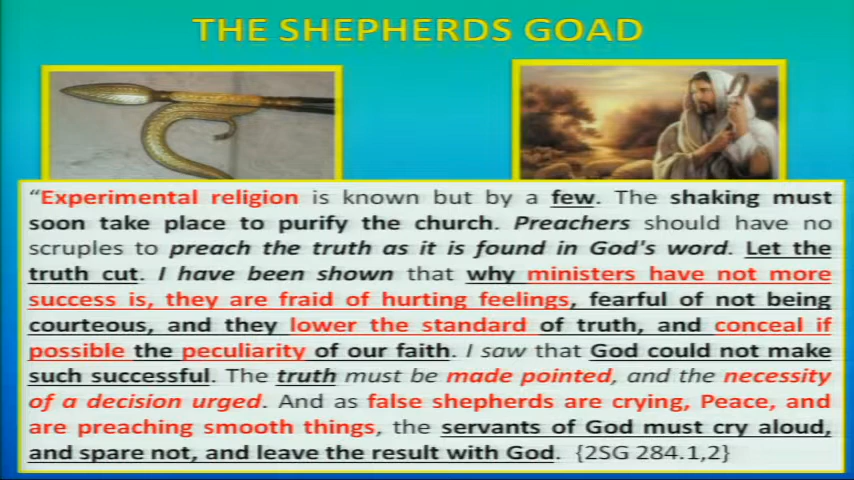 THE SHEPHERDS GOAD
“Experimental religion is known but by a few. The shaking must
soon take place to purify the church. Preachers should have no
scruples to preach the truth as it is found in God's word. Let the
truth cut. I have been shown that why ministers have not more
success is, they are fraid of hurting feelings, fearful of not being
courteous, and they lower the standard of truth, and conceal if
possible the peculiarity of our faith. I saw that God could not make
such successful. The truth must be made pointed, and the necessity
of a decision urged. And as false shepherds are crying, Peace, and
are preaching smooth things, the servants of God must cry aloud,
and spare not, and leave the result with God. {2SG 284.1,2}